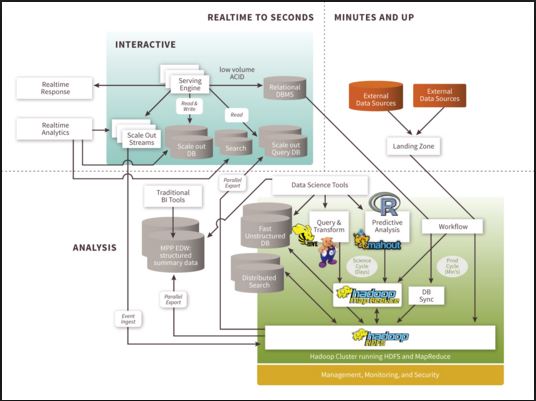 REALTIME TO SECONDS
MINUTES AND UP
INTERACTIVE
low volume
ACID
Serving
Engine
Realtime
Response
Relational
DBMS
External
Data Sources
External
Data Sources
Read &
Write
Read
Realtime
Analytics
Scale Out
Streams
Scale out
DB
Search
Scale out
Query DB
Landing Zone
Parallel
Export
Traditional
BI Tools
Data Science Tools
Fast
Unstructured
DB
Query &
Transform
R
Predictive
Analysis
Workflow
HIVE
mahout
ANALYSIS
MPP EDW:
structured
summary data
Science
Cycle
(Days)
Prod
Cycle
(Min's)
Distributed
Search
hadoop
Map Reduce
DB
Sync
Parallel
Export
Event
Ingest
hadoop
HDFS
Hadoop Cluster running HDFS and MapReduce
Management, Monitoring, and Security